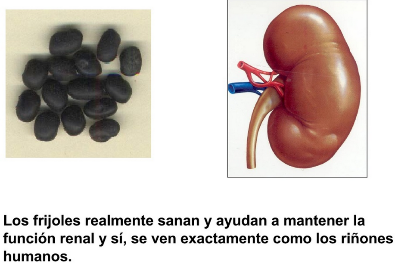 Los frijoles realmente sanan y ayudan a mantener la
función renal y sí, se ven exactamente como los riñones
humanos.